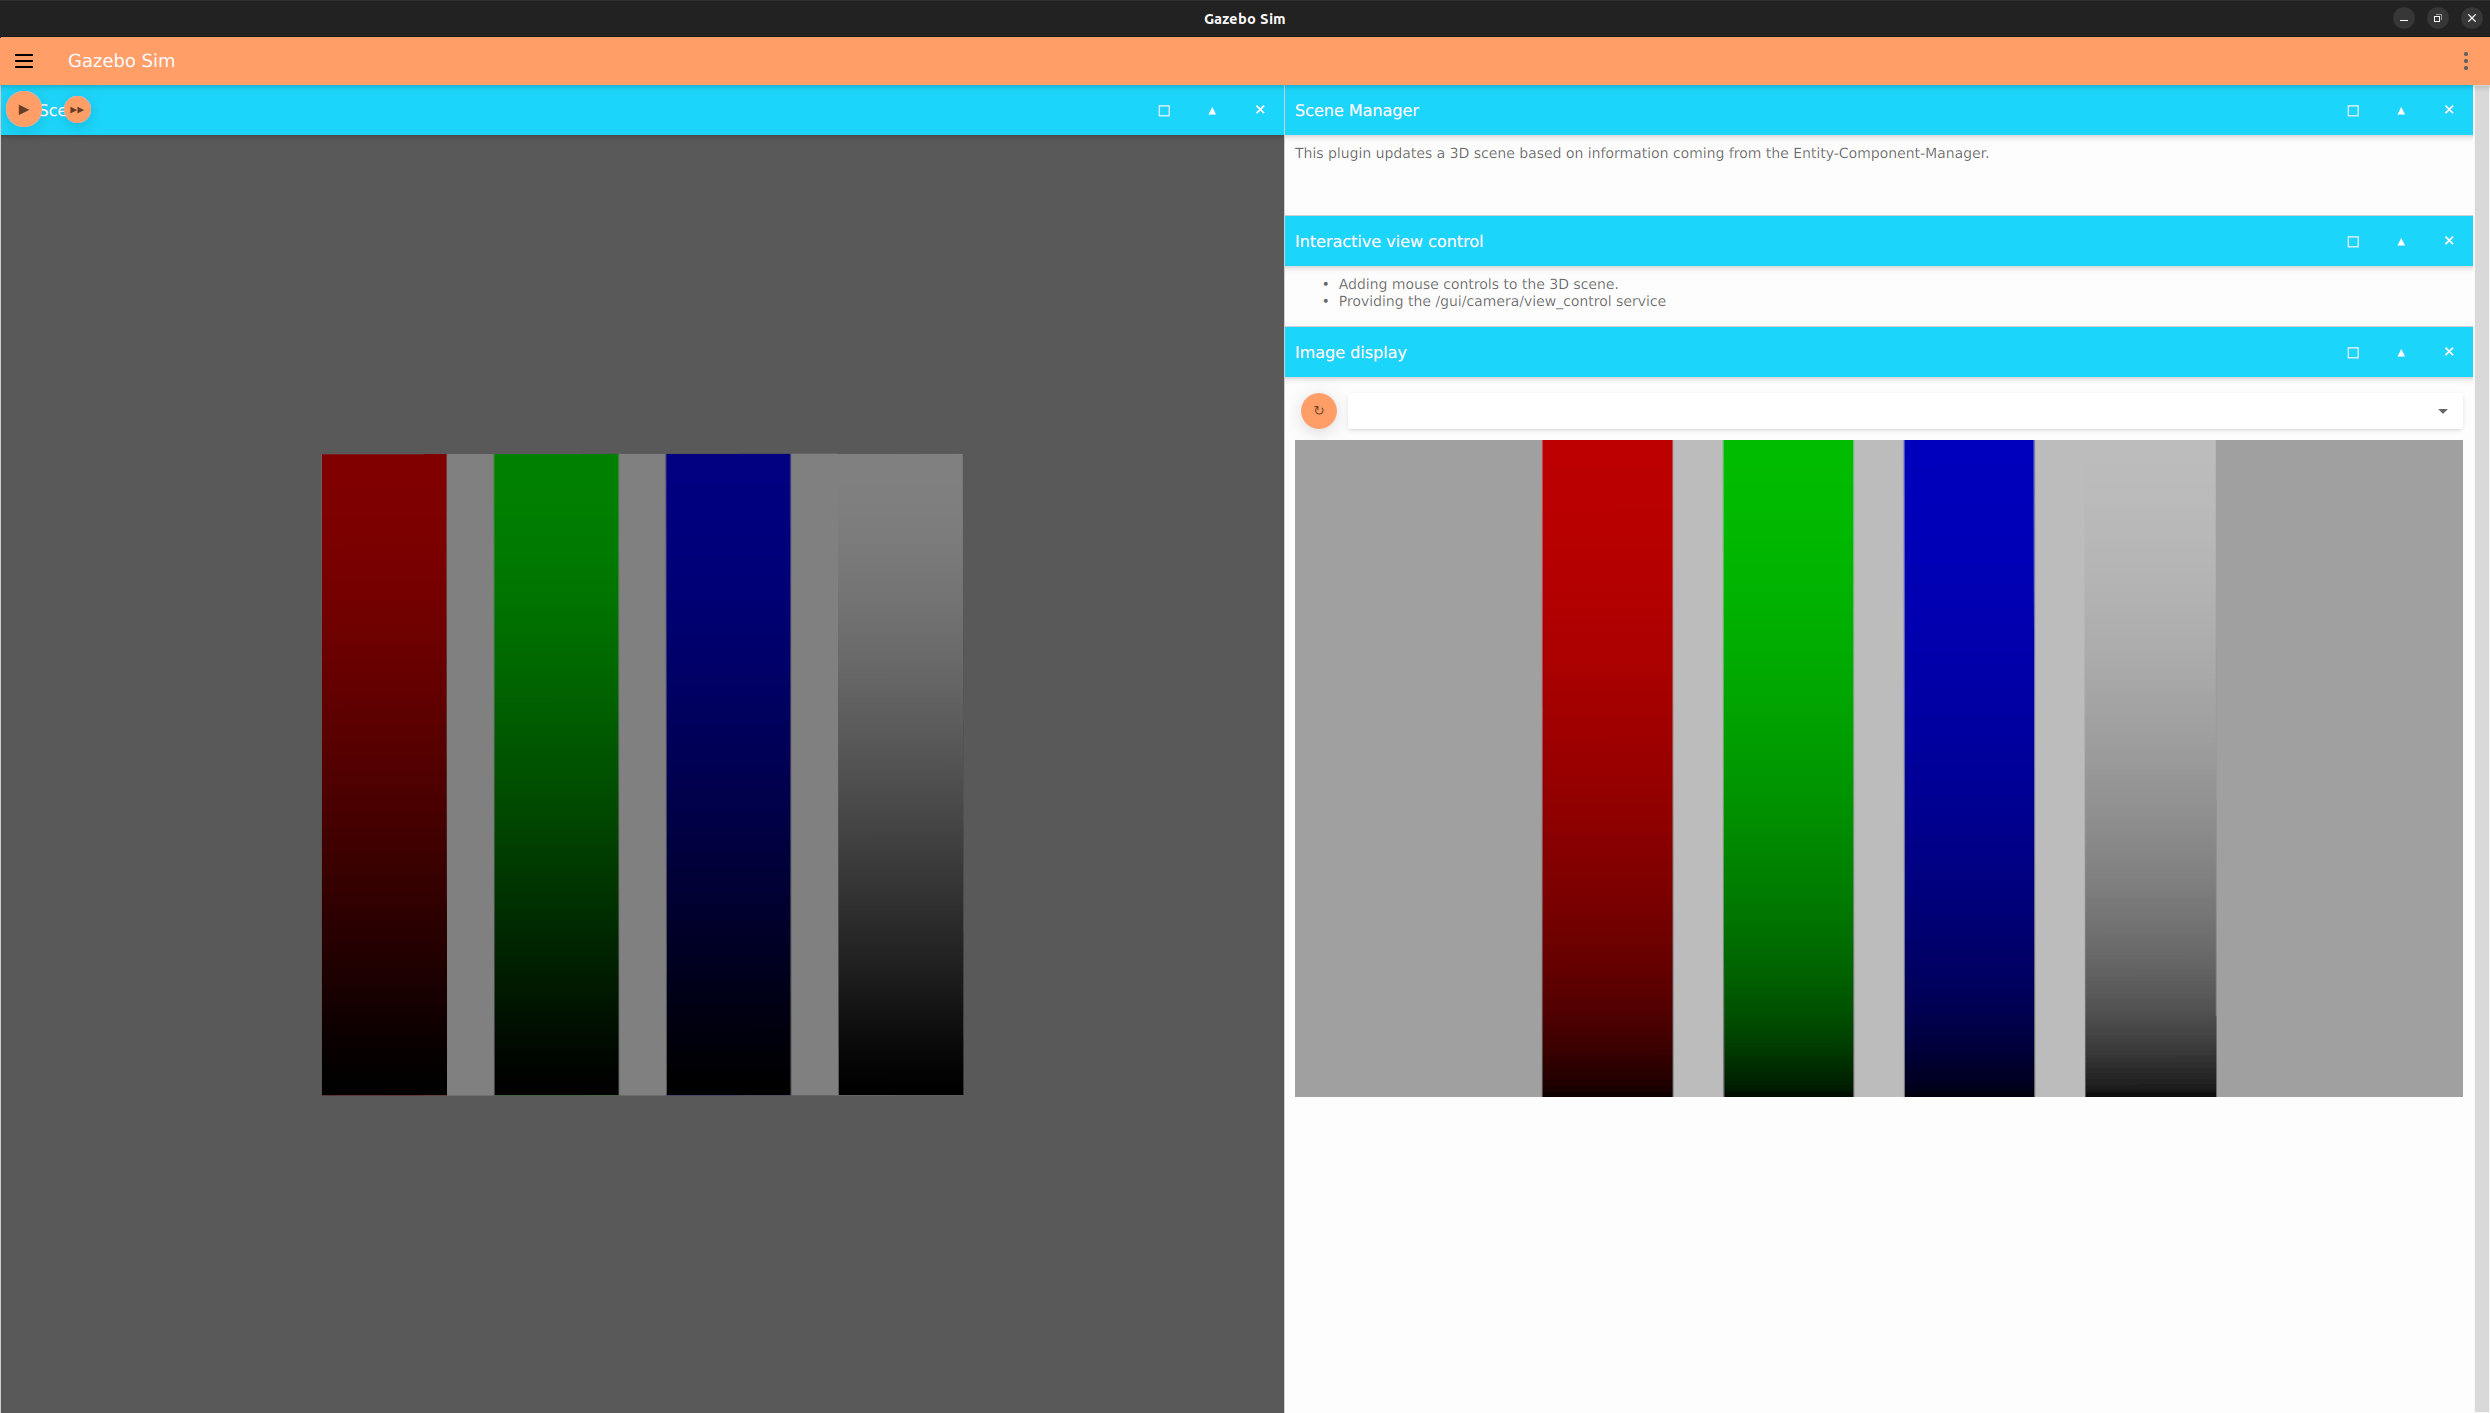 Gazebo Sim
Gazebo Sim
Sce
Scene Manager
This plugin updates a 3D scene based on information coming from the Entity-Component-Manager.
Interactive view control
• Adding mouse controls to the 3D scene.
• Providing the /gui/camera/view_control service
Image display